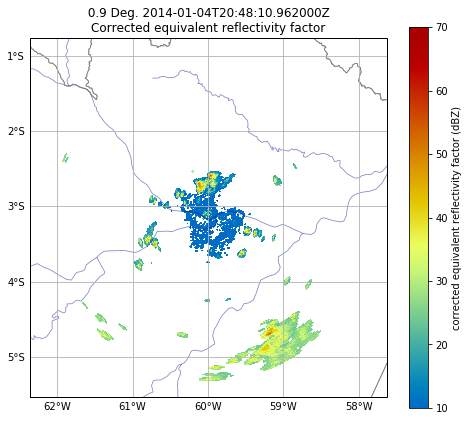 0.9 Deg. 2014-01-04T20:48:10.962000Z
Corrected equivalent reflectivity factor
1°S
2°S
3°S
4°S
5°S
62°W
61°W
60°W
59°W
58°W
70
60
50
40
30
20
10
corrected equivalent reflectivity factor (dBZ)